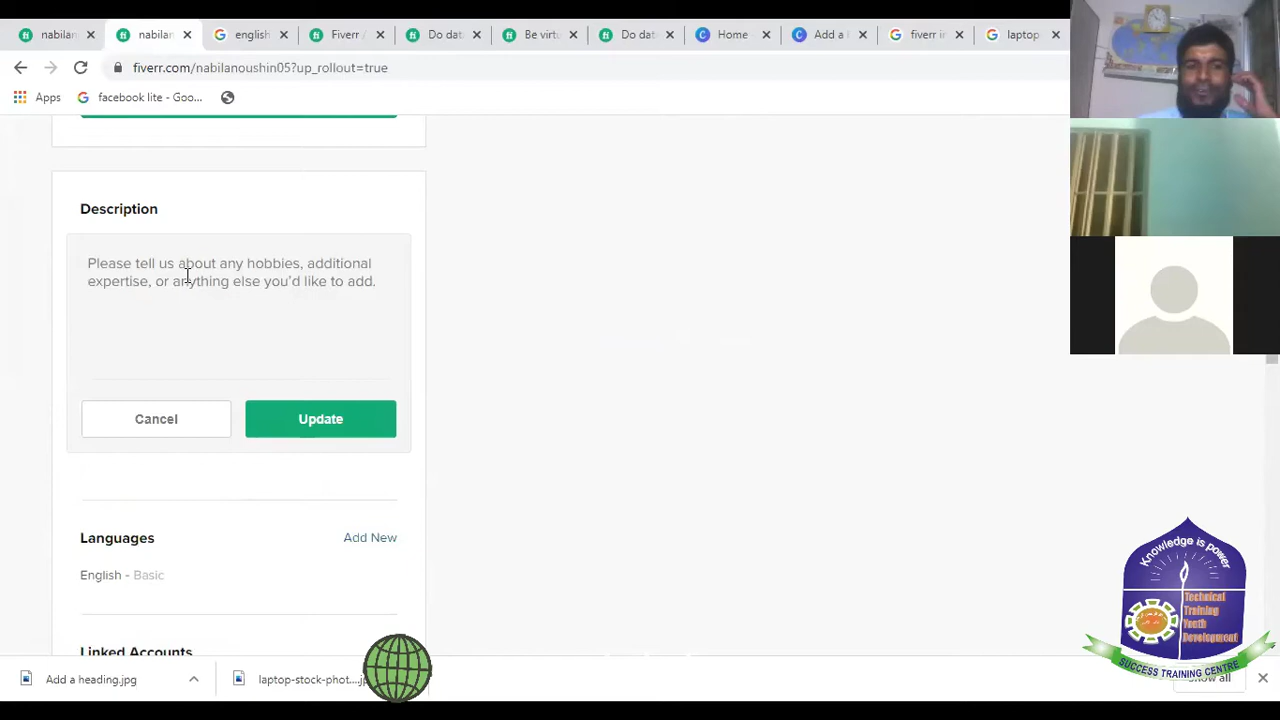 nabilan
nabilan
english
Fiverr /
Do dat
Be virtu
Do dat
Home
Add a
fiverr in
laptop
fiverr.com/nabilanoushin05?up_rollout=true
Apps
facebook lite - Goo...
Description
Please tell us about any hobbies, additional
expertise, or anything else you'd like to add.
Cancel
Update
Languages
Add New
English - Basic
Linked Accounts
Add a heading.jpg
laptop-stock-phot....jp
Show all
Knowledge is power
Technical
Training
Youth
Development
SUCCESS TRAINING CENTRE